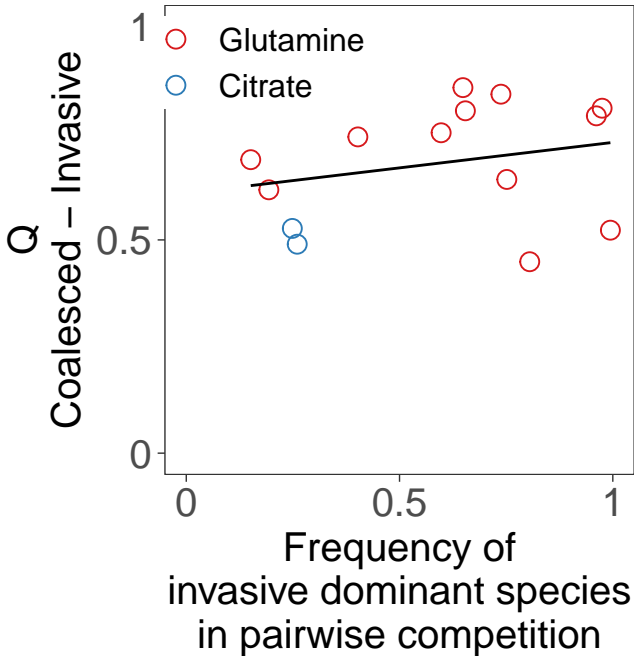 1
Glutamine
Citrate
Q
Coalesced – Invasive
0.5
0
0
0.5
1
Frequency of
invasive dominant species
in pairwise competition